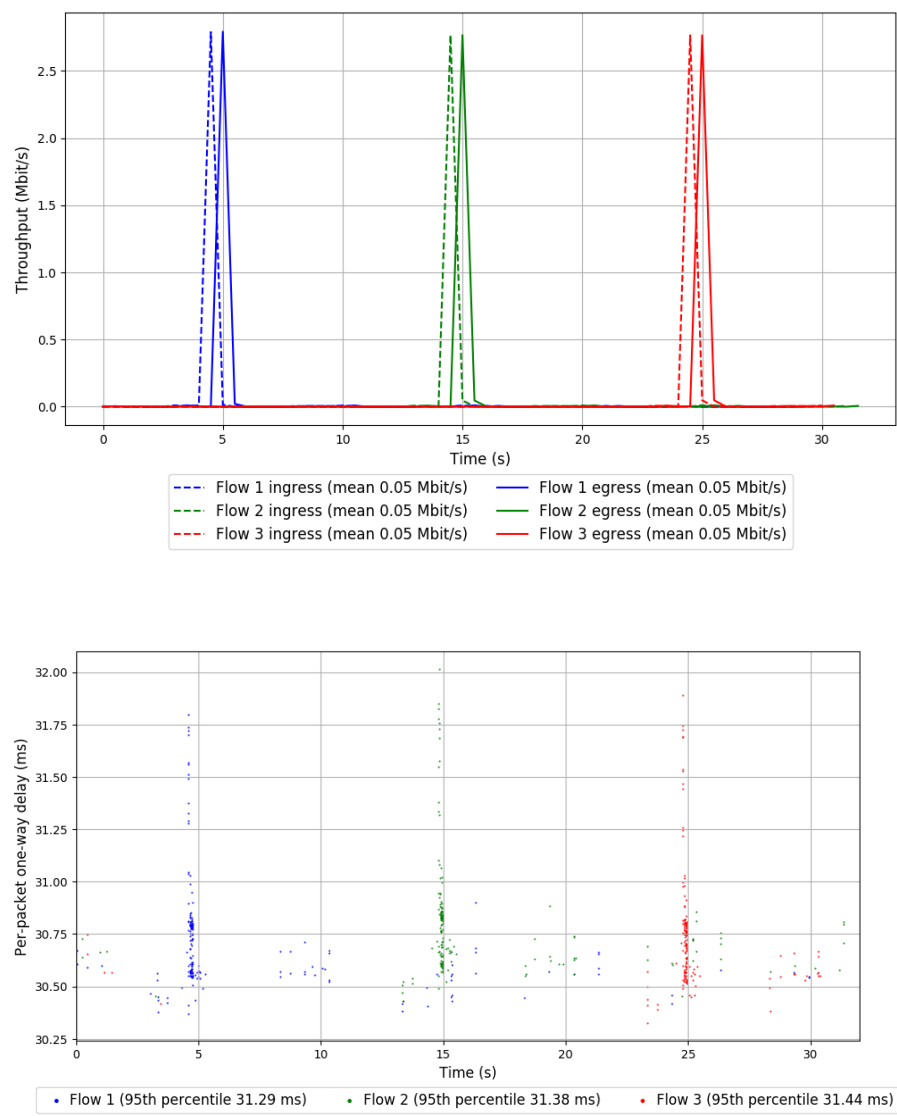 2.5
2.0
1.5
1.0
0.5
0.0
Throughput (Mbit/s)
0 5 10 15 20 25 30
Time (s)
Flow 1 ingress (mean 0.05 Mbit/s) Flow 1 egress (mean 0.05 Mbit/s)
Flow 2 ingress (mean 0.05 Mbit/s) Flow 2 egress (mean 0.05 Mbit/s)
Flow 3 ingress (mean 0.05 Mbit/s) Flow 3 egress (mean 0.05 Mbit/s)
32.00
31.75
31.50
31.25
31.00
30.75
30.50
30.25
Per-packet one-way delay (ms)
0 5 10 15 20 25 30
Time (s)
Flow 1 (95th percentile 31.29 ms) Flow 2 (95th percentile 31.38 ms) Flow 3 (95th percentile 31.44 ms)